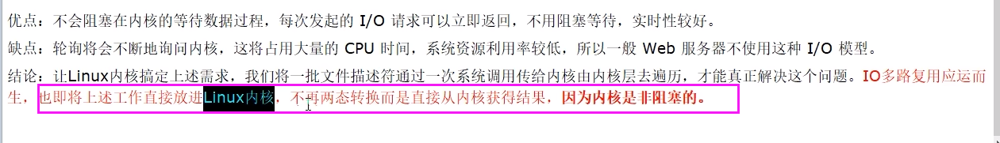 优点：不会阻塞在内核的等待数据过程，每次发起的 I/O 请求可以立即返回，不用阻塞等待，实时性较好。
缺点：轮询将会不断地询问内核，这将占用大量的 CPU 时间，系统资源利用率较低，所以一般 Web 服务器不使用这种 I/O 模型。
结论：让Linux内核搞定上述需求，我们将一批文件描述符通过一次系统调用传给内核由内核层去遍历，才能真正解决这个问题。IO多路复用应运而
生，也即将上述工作直接放进Linux内核，不再两态转换而是直接从内核获得结果，因为内核是非阻塞的。